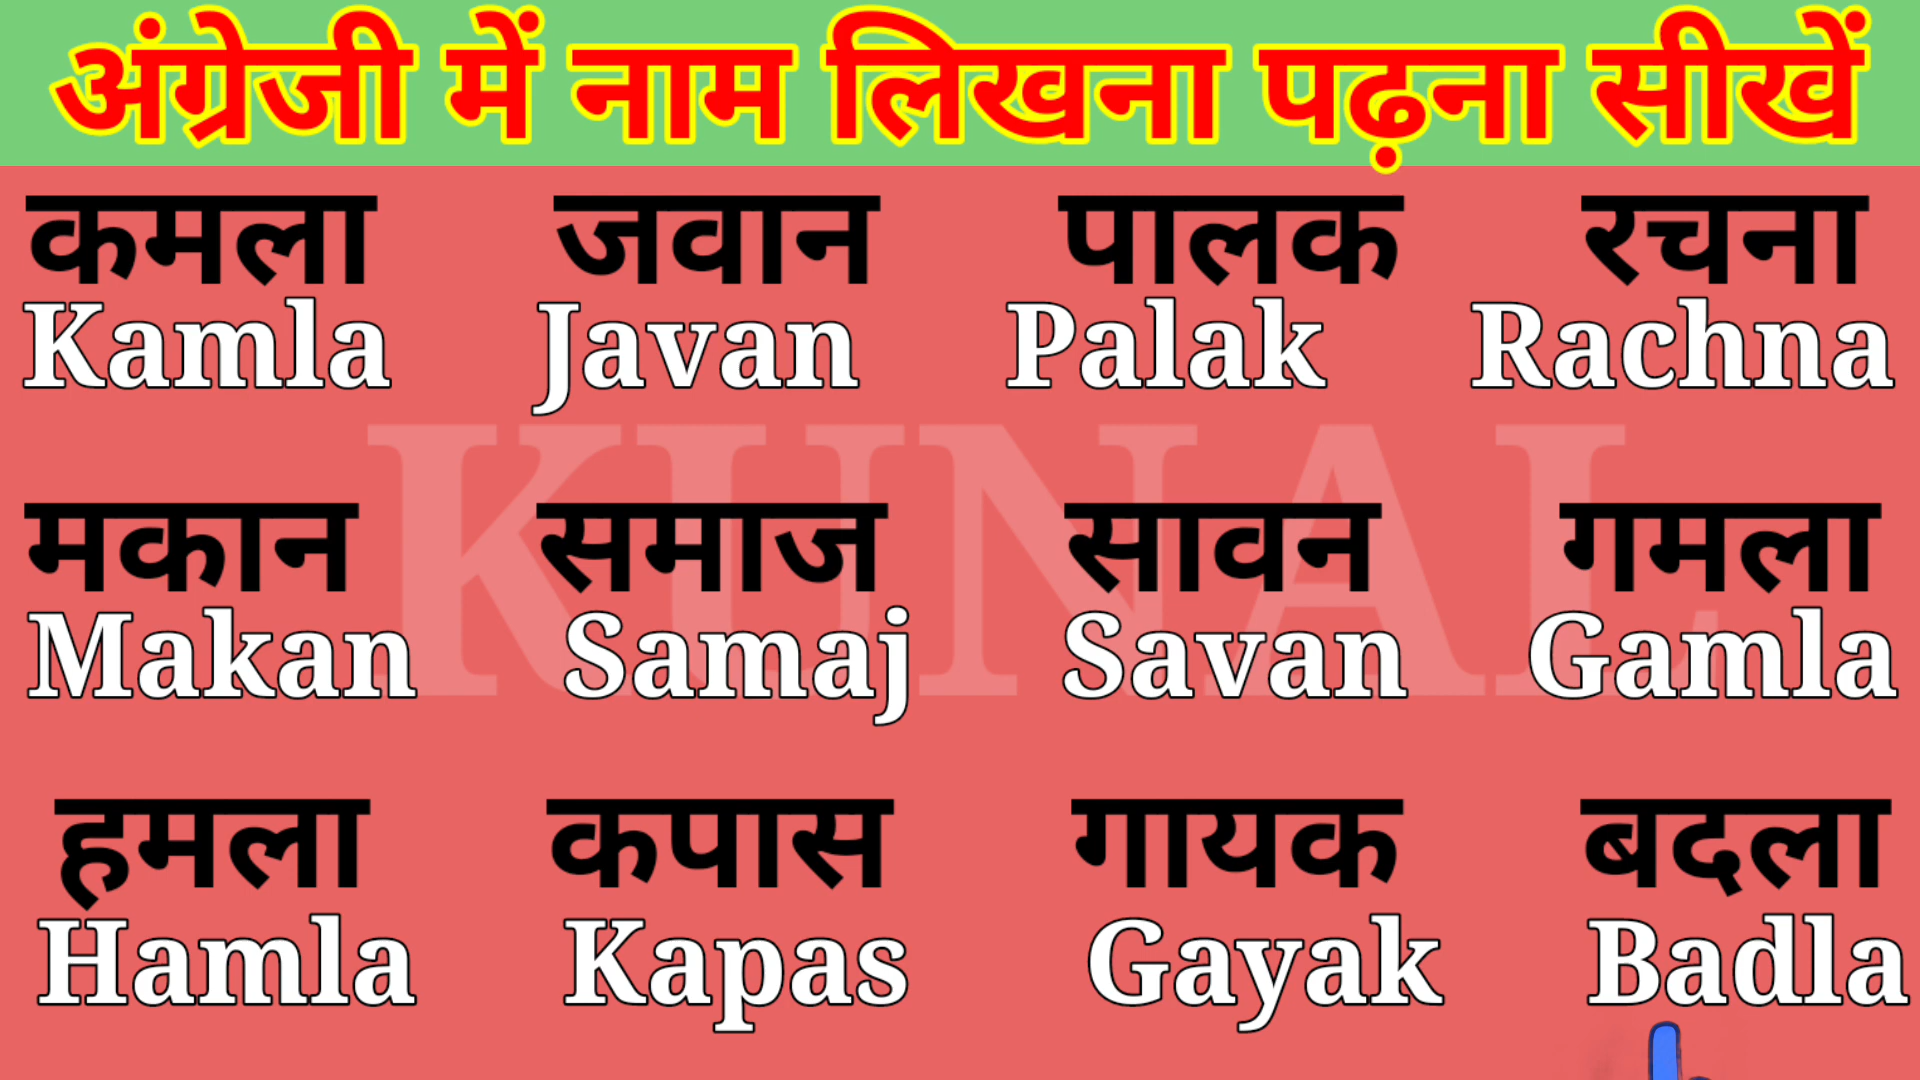 अंग्रेजी में नाम लिखना पढ़ना सीखें
कमला जवान पालक रचना
Kamla Javan Palak Rachna
KUNAL
मकान समाज सावन गमला
Makan Samaj Savan Gamla
हमला कपास गायक बदला
Hamla Kapas Gayak Badla